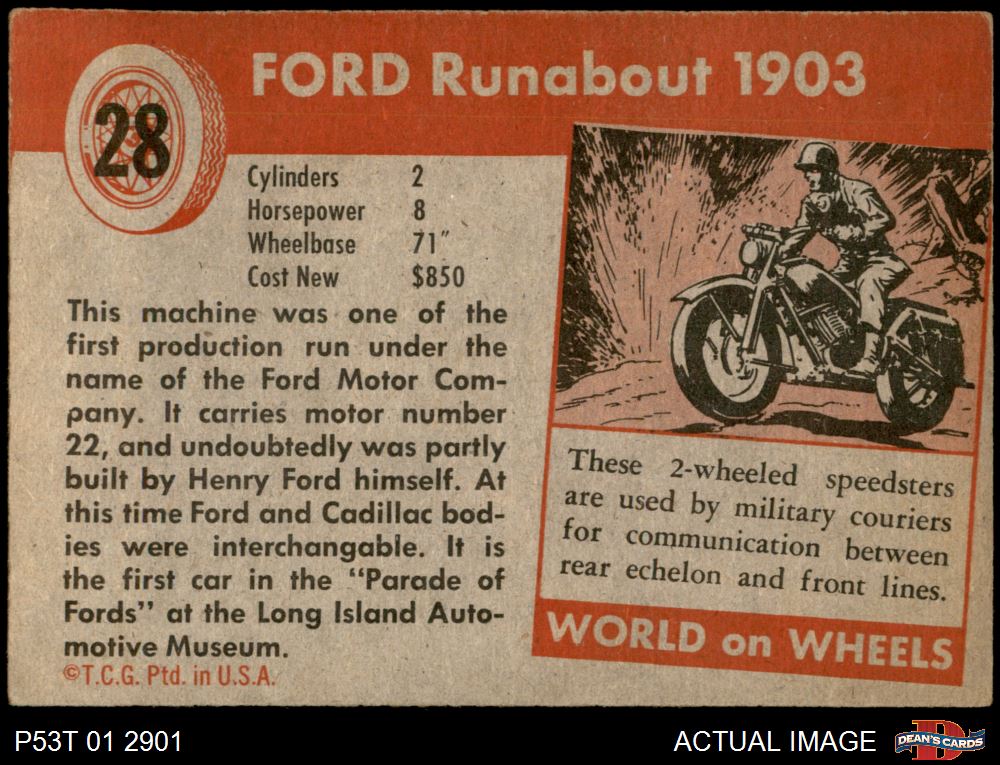 28
FORD Runabout 1903
Cylinders 2
Horsepower 8
Wheelbase 71"
Cost New $850
This machine was one of the
first production run under the
name of the Ford Motor Com-
pany. It carries motor number
22, and undoubtedly was partly
built by Henry Ford himself. At
this time Ford and Cadillac bod-
ies were interchangable. It is
the first car in the "Parade of
Fords" at the Long Island Auto-
motive Museum.
©T.C.G. Ptd. in U.S.A.
These 2-wheeled speedsters
are used by military couriers
for communication between
rear echelon and front lines.
WORLD on WHEELS
P53T 01 2901
ACTUAL IMAGE
D
DEAN'S CARDS